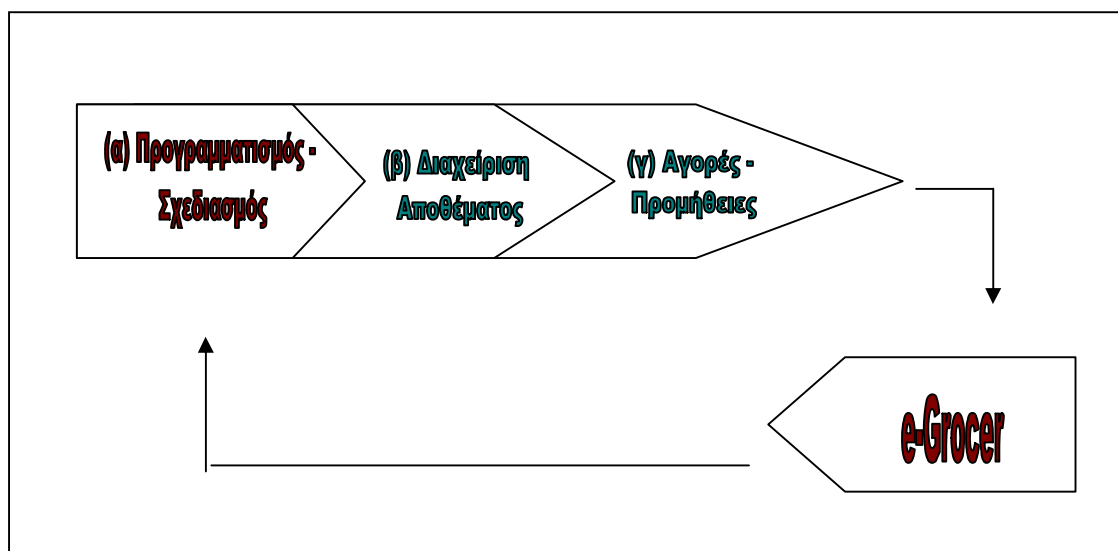 (α) Προγραμματισμός -
Σχεδιασμός
(β) Διαχείριση
Αποθέματος
(γ) Αγορές -
Προμήθειες
e-Grocer